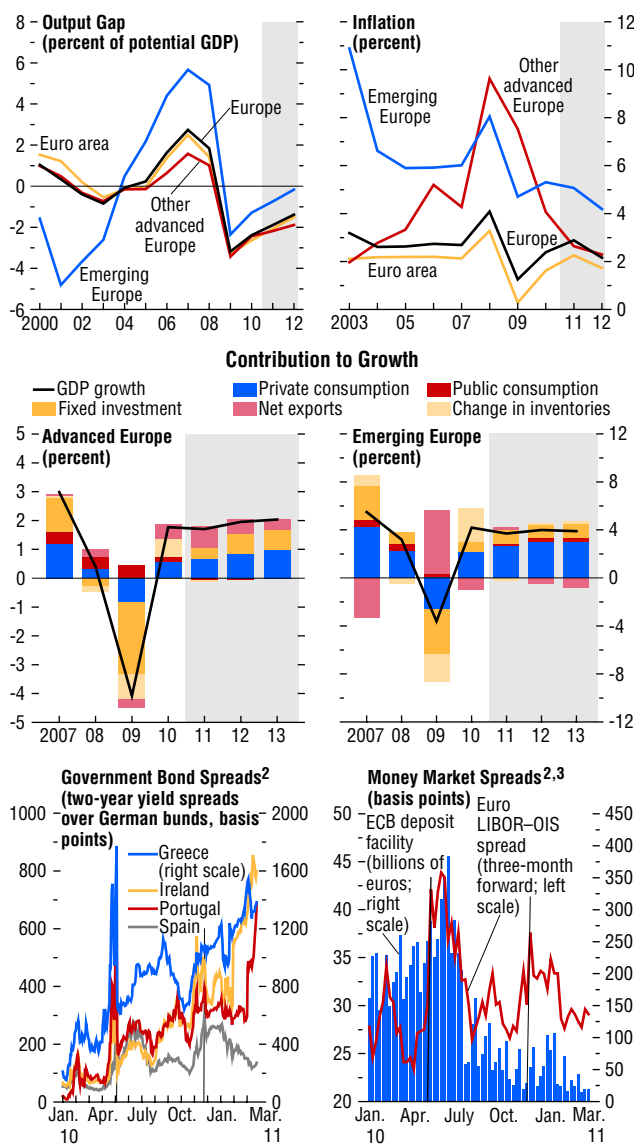 Output Gap
(percent of potential GDP)
8
6
4
2
0
-2
-4
-6
Europe
Euro area
Other
advanced
Europe
Emerging
Europe
2000
02
04
06
08
10
12
Inflation
(percent)
12
10
8
6
4
2
0
Other
advanced
Europe
Emerging
Europe
Europe
Euro area
2003
05
07
09
11
12
Contribution to Growth
GDP growth
Private consumption
Public consumption
Fixed investment
Net exports
Change in inventories
Advanced Europe
(percent)
5
4
3
2
1
0
-1
-2
-3
-4
-5
2007
08
09
10
11
12
13
Emerging Europe
(percent)
12
8
4
0
-4
-8
-12
2007
08
09
10
11
12
13
Government Bond Spreads2
(two-year yield spreads
over German bunds, basis
points)
1000
800
600
400
200
0
2000
1600
1200
800
400
0
Greece
(right scale)
Ireland
Portugal
Spain
Jan.
10
Apr.
July
Oct.
Mar.
11
Money Market Spreads2,3
(basis points)
50
45
40
35
30
25
20
450
400
350
300
250
200
150
100
50
0
ECB deposit
facility
(billions of
euros;
right
scale)
Euro
LIBOR–OIS
spread
(three-month
forward; left
scale)
Jan.
10
Apr.
July
Oct.
Jan.
Mar.
11